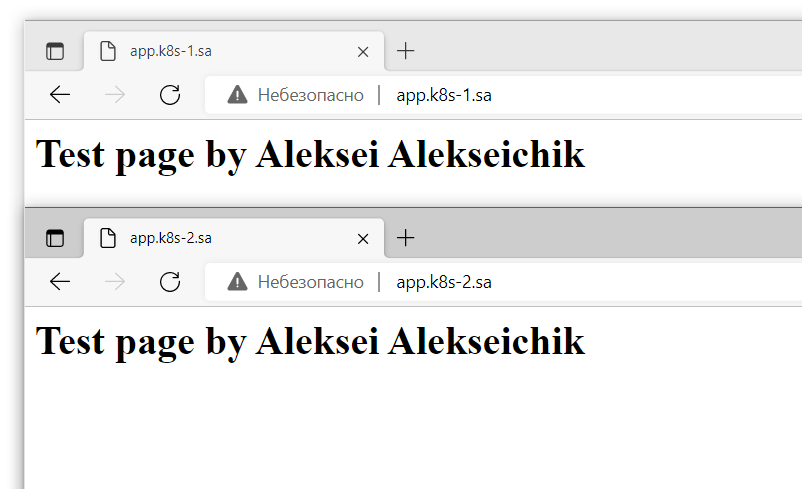 app.k8s-1.sa
Небезопасно | app.k8s-1.sa
Test page by Aleksei Alekseichik
app.k8s-2.sa
Небезопасно | app.k8s-2.sa
Test page by Aleksei Alekseichik